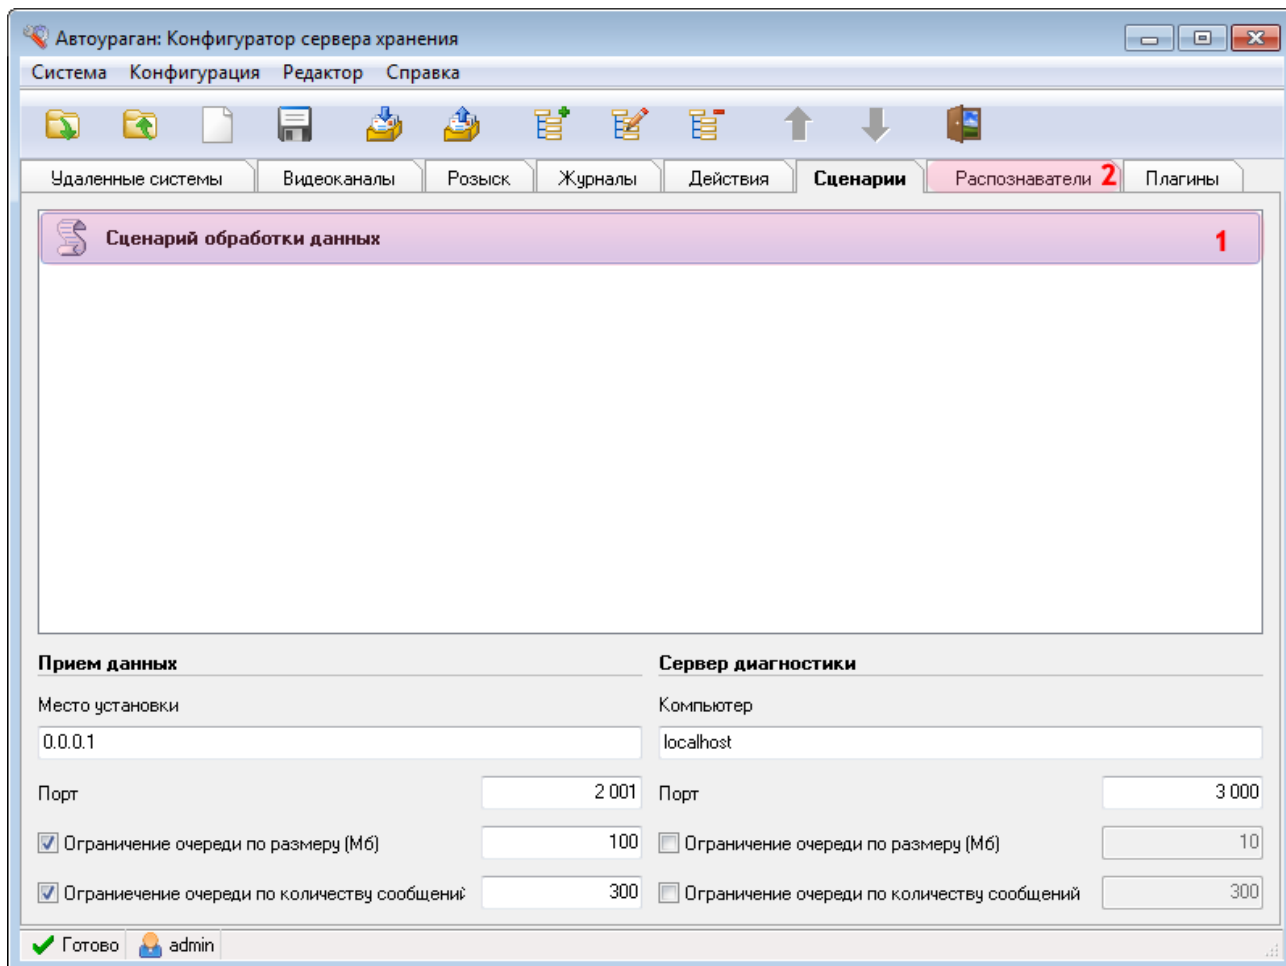 Автоураган: Конфигуратор сервера хранения
Система Конфигурация Редактор Справка
Удаленные системы Видеоканалы Розыск Журналы Действия Сценарии Распознаватели 2 Плагины
Сценарий обработки данных 1
Прием данных Сервер диагностики
Место установки Компьютер
0.0.0.1 localhost
Порт 2 001 Порт 3 000
Ограничение очереди по размеру (Мб) 100 Ограничение очереди по размеру (Мб) 10
Ограниечение очереди по количеству сообщений 300 Ограничение очереди по количеству сообщений 300
Готово admin